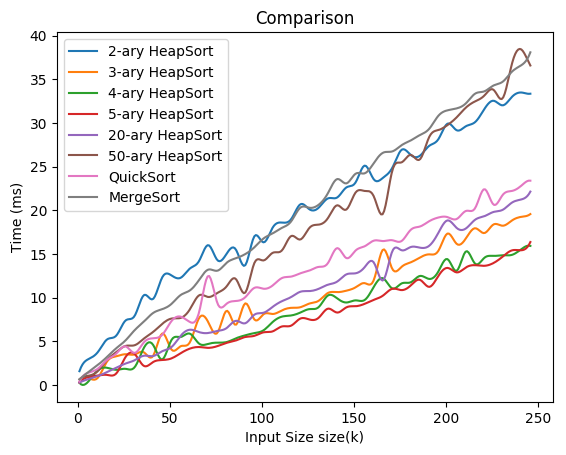 Comparison
40
35
30
25
20
15
10
5
0
Time (ms)
2-ary HeapSort
3-ary HeapSort
4-ary HeapSort
5-ary HeapSort
20-ary HeapSort
50-ary HeapSort
QuickSort
MergeSort
0 50 100 150 200 250
Input Size size(k)